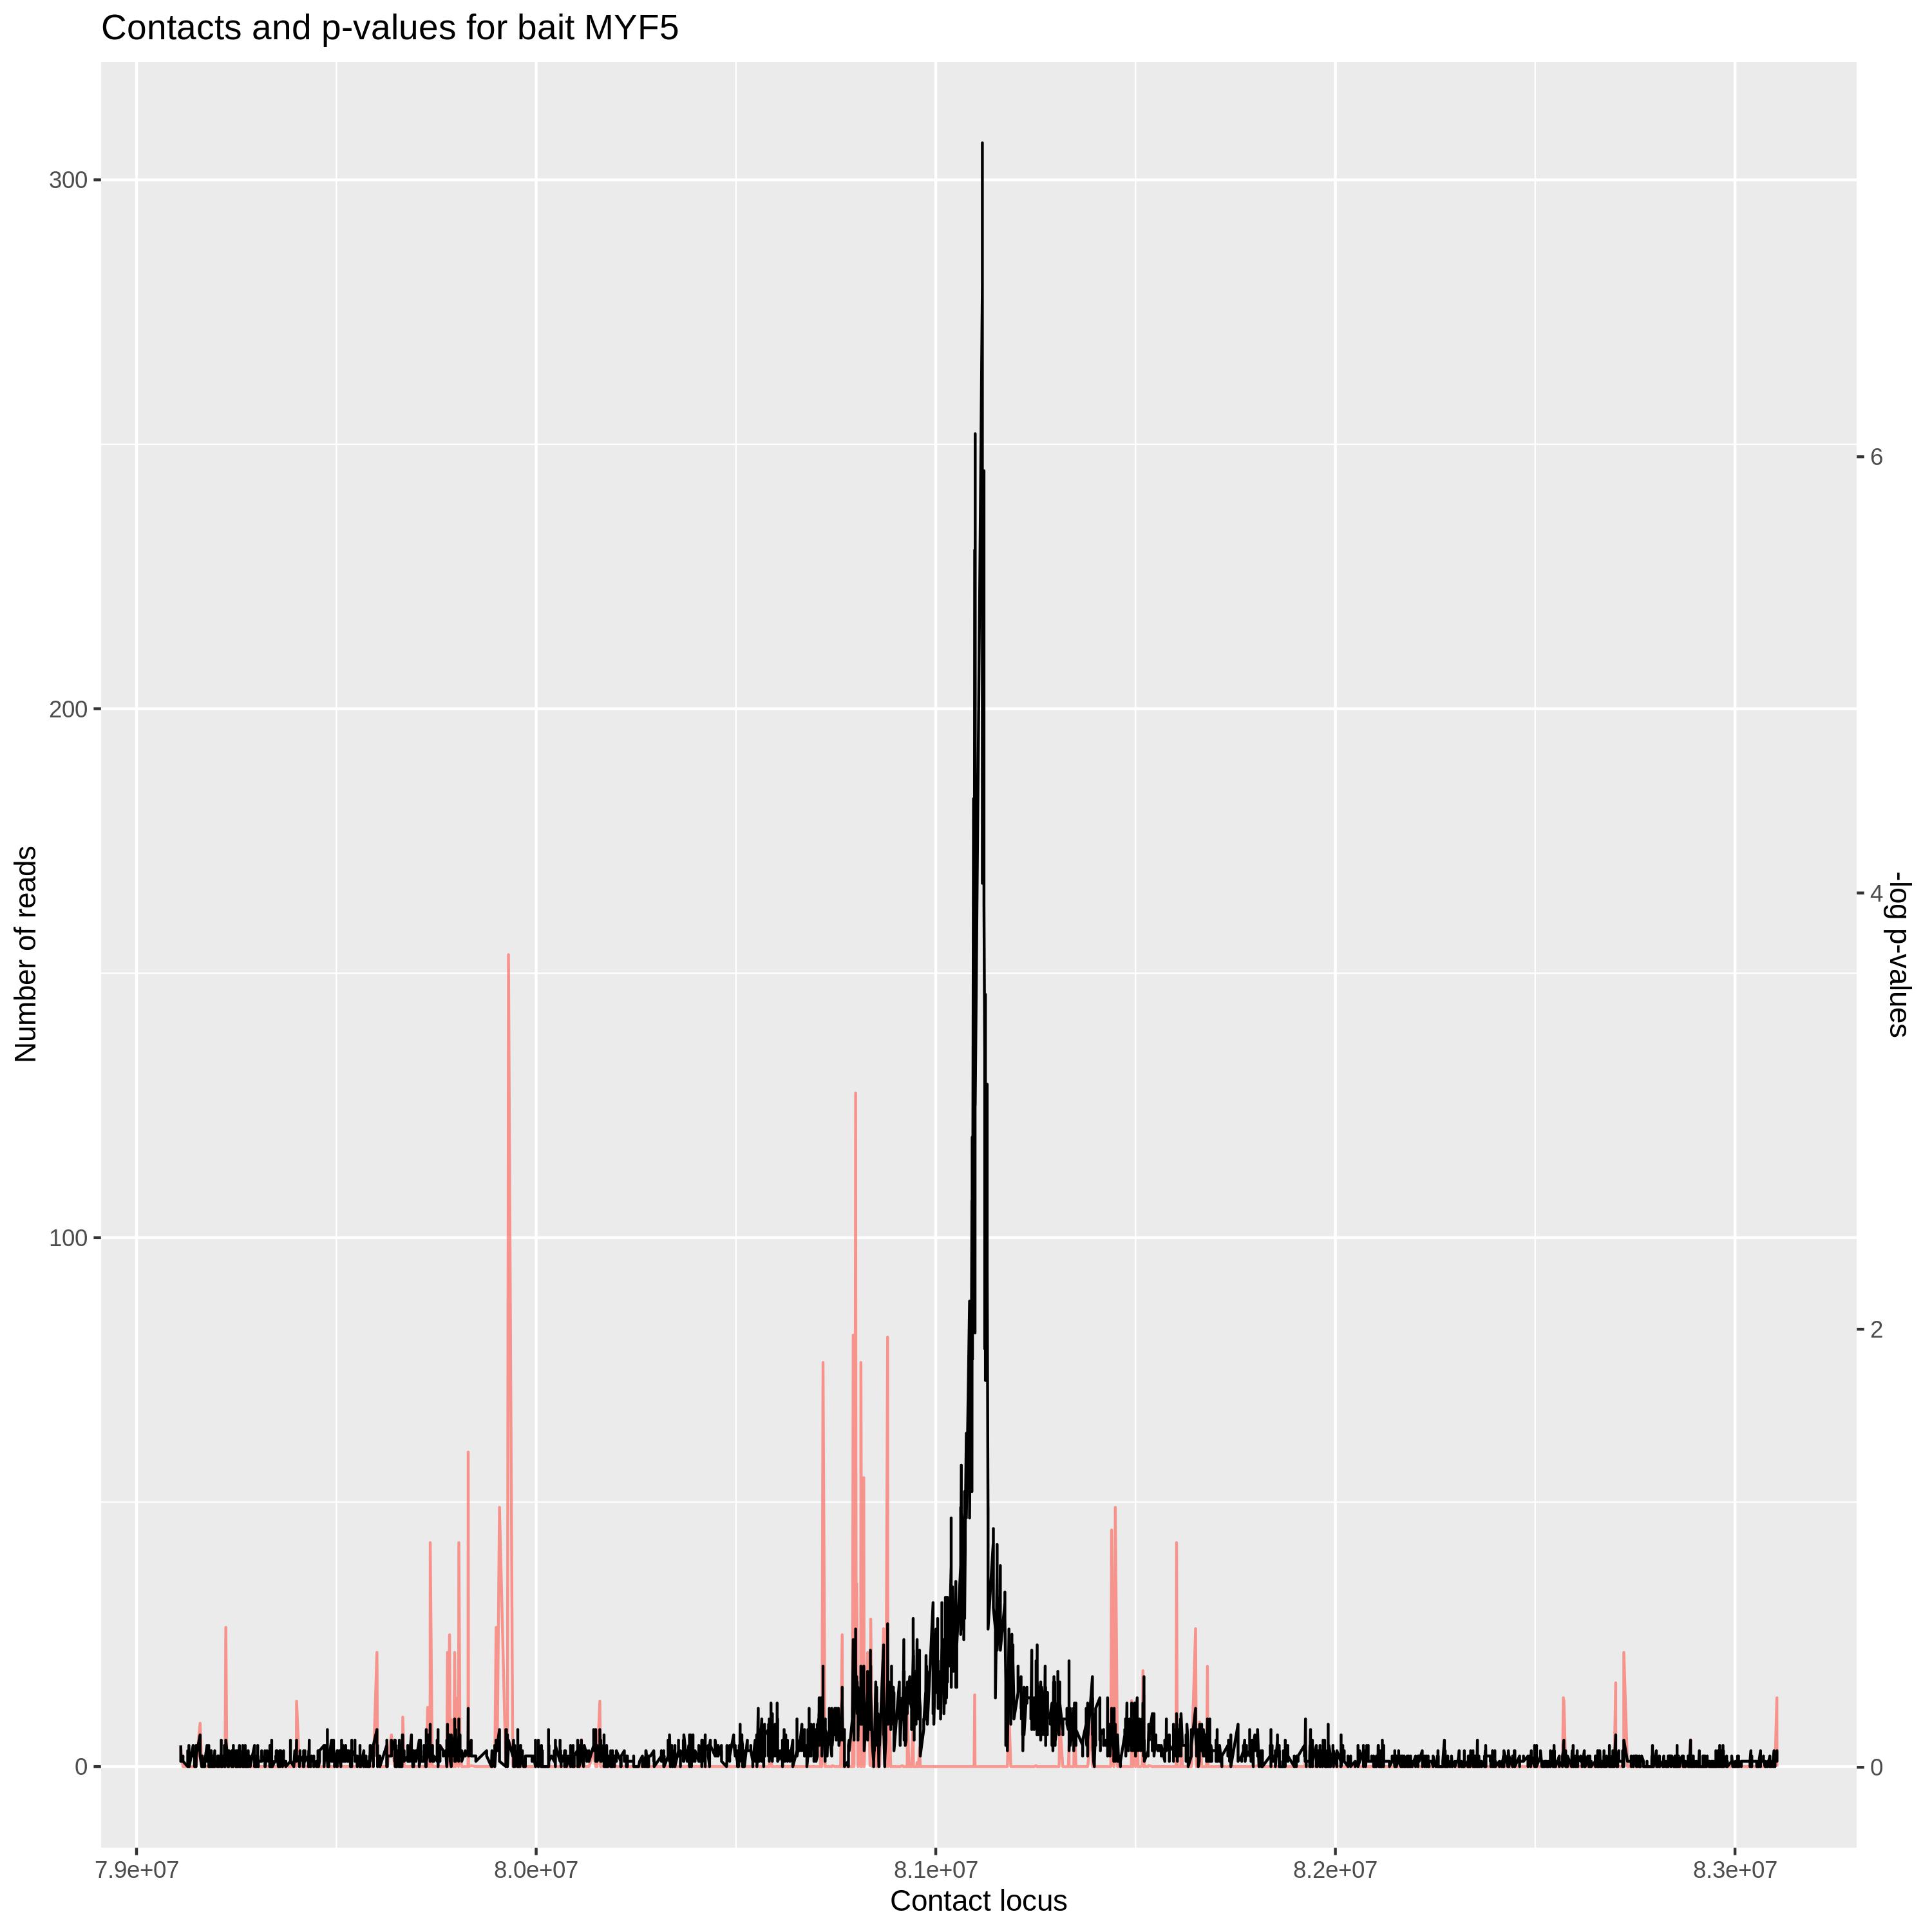 Contacts and p-values for bait MYF5
300
200
100
0
Number of reads
6
4
2
0
-log p-values
7.9e+07 8.0e+07 8.1e+07 8.2e+07 8.3e+07
Contact locus